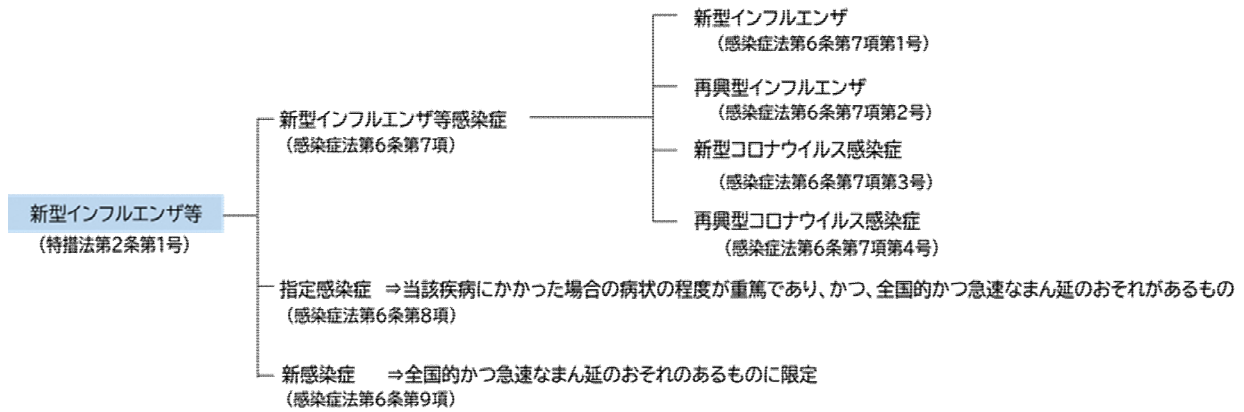 新型インフルエンザ等
(特措法第2条第1号)
新型インフルエンザ等感染症
(感染症法第6条第7項)
新型インフルエンザ
(感染症法第6条第7項第1号)
再興型インフルエンザ
(感染症法第6条第7項第2号)
新型コロナウイルス感染症
(感染症法第6条第7項第3号)
再興型コロナウイルス感染症
(感染症法第6条第7項第4号)
指定感染症 ⇒当該疾病にかかった場合の病状の程度が重篤であり、かつ、全国的かつ急速なまん延のおそれがあるもの
(感染症法第6条第8項)
新感染症 ⇒全国的かつ急速なまん延のおそれのあるものに限定
(感染症法第6条第9項)